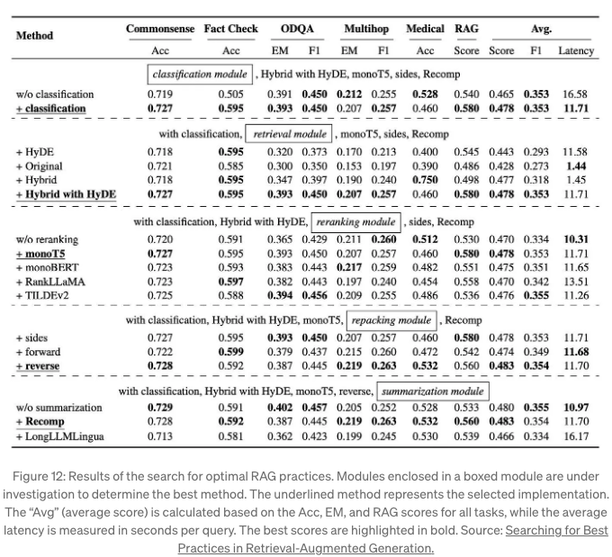 Method Commonsense Fact Check ODQA Multihop Medical RAG Avg.
Acc Acc EM F1 EM F1 Acc Score Score F1 Latency
classification module , Hybrid with HyDE, monoT5, sides, Recomp
w/o classification 0.719 0.505 0.391 0.450 0.212 0.255 0.528 0.540 0.465 0.353 16.58
+ classification 0.727 0.595 0.393 0.450 0.207 0.257 0.460 0.580 0.478 0.353 11.71
with classification, retrieval module , monoT5, sides, Recomp
+ HyDE 0.718 0.595 0.320 0.373 0.170 0.213 0.400 0.545 0.443 0.293 11.58
+ Original 0.721 0.585 0.300 0.350 0.153 0.197 0.390 0.486 0.428 0.273 1.44
+ Hybrid 0.718 0.595 0.347 0.397 0.190 0.240 0.750 0.498 0.477 0.318 1.45
+ Hybrid with HyDE 0.727 0.595 0.393 0.450 0.207 0.257 0.460 0.580 0.478 0.353 11.71
with classification, Hybrid with HyDE, reranking module , sides, Recomp
w/o reranking 0.720 0.591 0.365 0.429 0.211 0.260 0.512 0.530 0.470 0.334 10.31
+ monoT5 0.727 0.595 0.393 0.450 0.207 0.257 0.460 0.580 0.478 0.353 11.71
+ monoBERT 0.723 0.593 0.383 0.443 0.217 0.259 0.482 0.551 0.475 0.351 11.65
+ RankLLaMA 0.723 0.597 0.382 0.443 0.197 0.240 0.454 0.558 0.470 0.342 13.51
+ TILDEv2 0.725 0.588 0.394 0.456 0.209 0.255 0.486 0.536 0.476 0.355 11.26
with classification, Hybrid with HyDE, monoT5, repacking module , Recomp
+ sides 0.727 0.595 0.393 0.450 0.207 0.257 0.460 0.580 0.478 0.353 11.71
+ forward 0.722 0.599 0.379 0.437 0.215 0.260 0.472 0.542 0.474 0.349 11.68
+ reverse 0.728 0.592 0.387 0.445 0.219 0.263 0.532 0.560 0.483 0.354 11.70
with classification, Hybrid with HyDE, monoT5, reverse, summarization module
w/o summarization 0.729 0.591 0.402 0.457 0.205 0.252 0.528 0.533 0.480 0.355 10.97
+ Recomp 0.728 0.592 0.387 0.445 0.219 0.263 0.532 0.560 0.483 0.354 11.70
+ LongLLMLingua 0.713 0.581 0.362 0.423 0.199 0.245 0.530 0.539 0.466 0.334 16.17
Figure 12: Results of the search for optimal RAG practices. Modules enclosed in a boxed module are under
investigation to determine the best method. The underlined method represents the selected implementation.
The “Avg” (average score) is calculated based on the Acc, EM, and RAG scores for all tasks, while the average
latency is measured in seconds per query. The best scores are highlighted in bold. Source: Searching for Best
Practices in Retrieval-Augmented Generation.